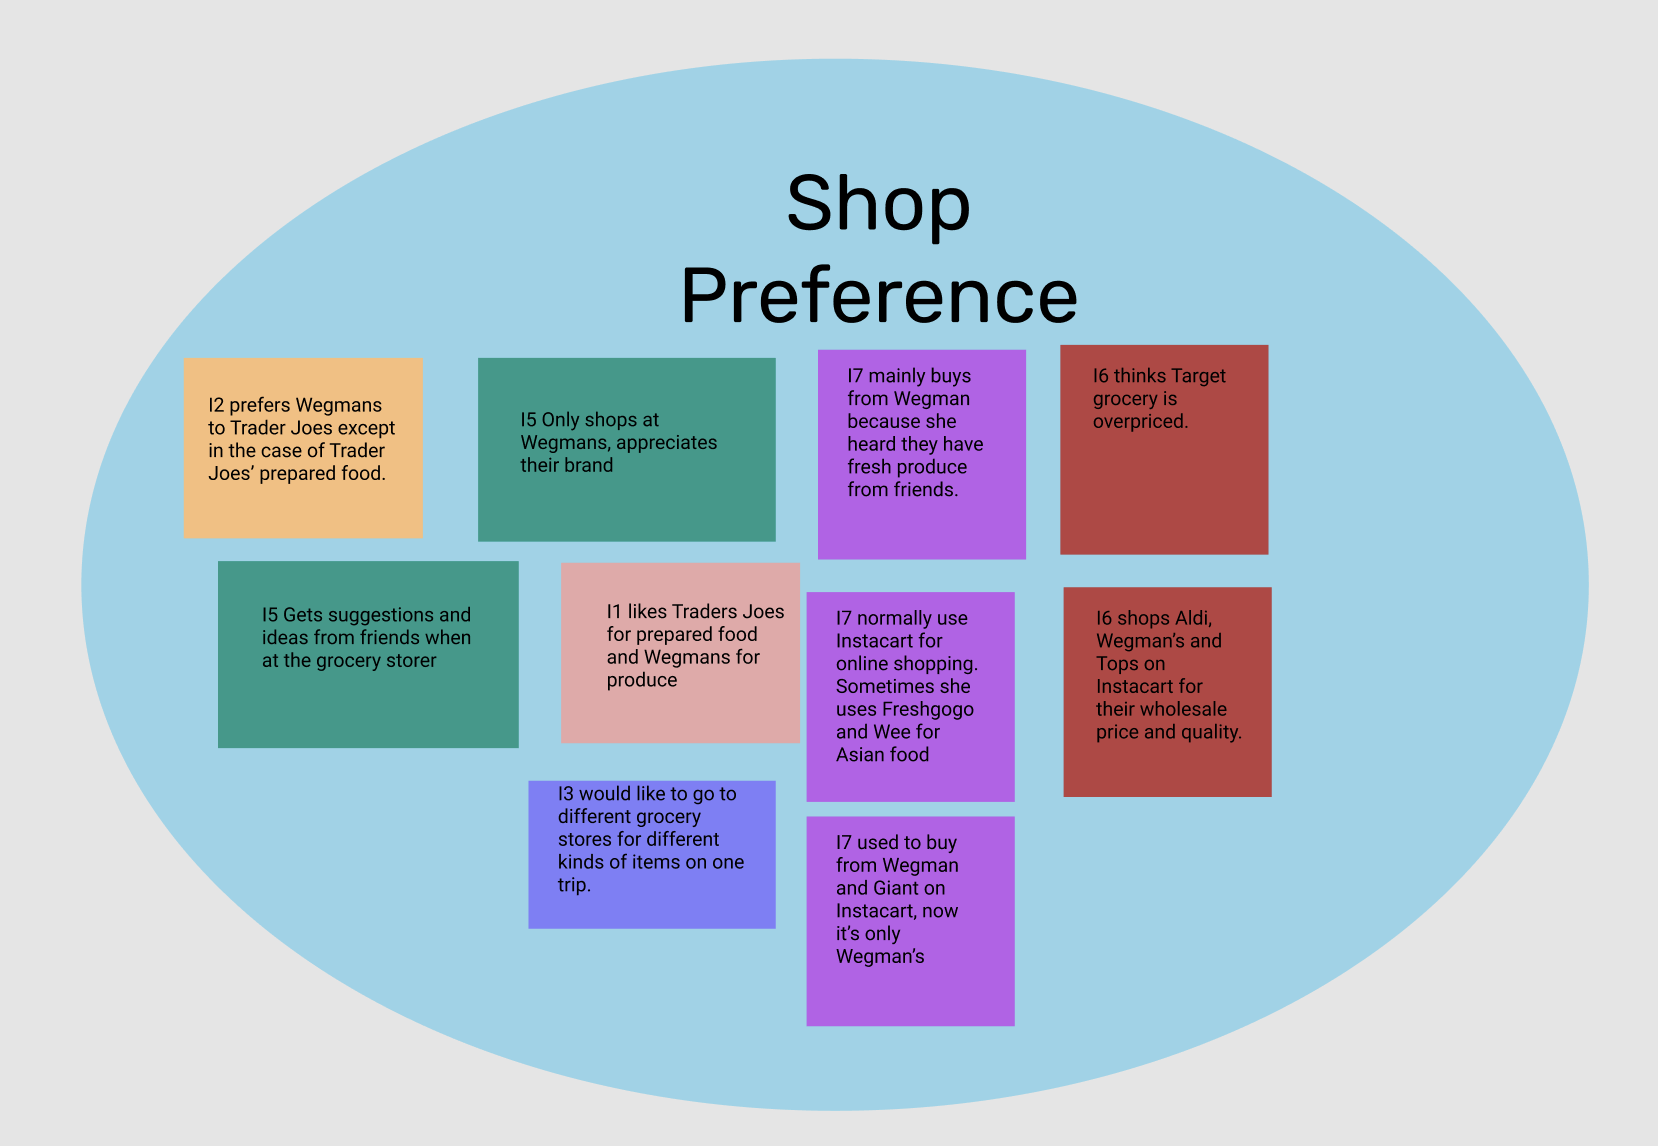 Shop
Preference
I2 prefers Wegmans
to Trader Joes except
in the case of Trader
Joes’ prepared food.
I5 Only shops at
Wegmans, appreciates
their brand
I7 mainly buys
from Wegman
because she
heard they have
fresh produce
from friends.
I6 thinks Target
grocery is
overpriced.
I5 Gets suggestions and
ideas from friends when
at the grocery storer
I1 likes Traders Joes
for prepared food
and Wegmans for
produce
I7 normally use
Instacart for
online shopping.
Sometimes she
uses Freshgogo
and Wee for
Asian food
I6 shops Aldi,
Wegman’s and
Tops on
Instacart for
their wholesale
price and quality.
I3 would like to go to
different grocery
stores for different
kinds of items on one
trip.
I7 used to buy
from Wegman
and Giant on
Instacart, now
it’s only
Wegman’s